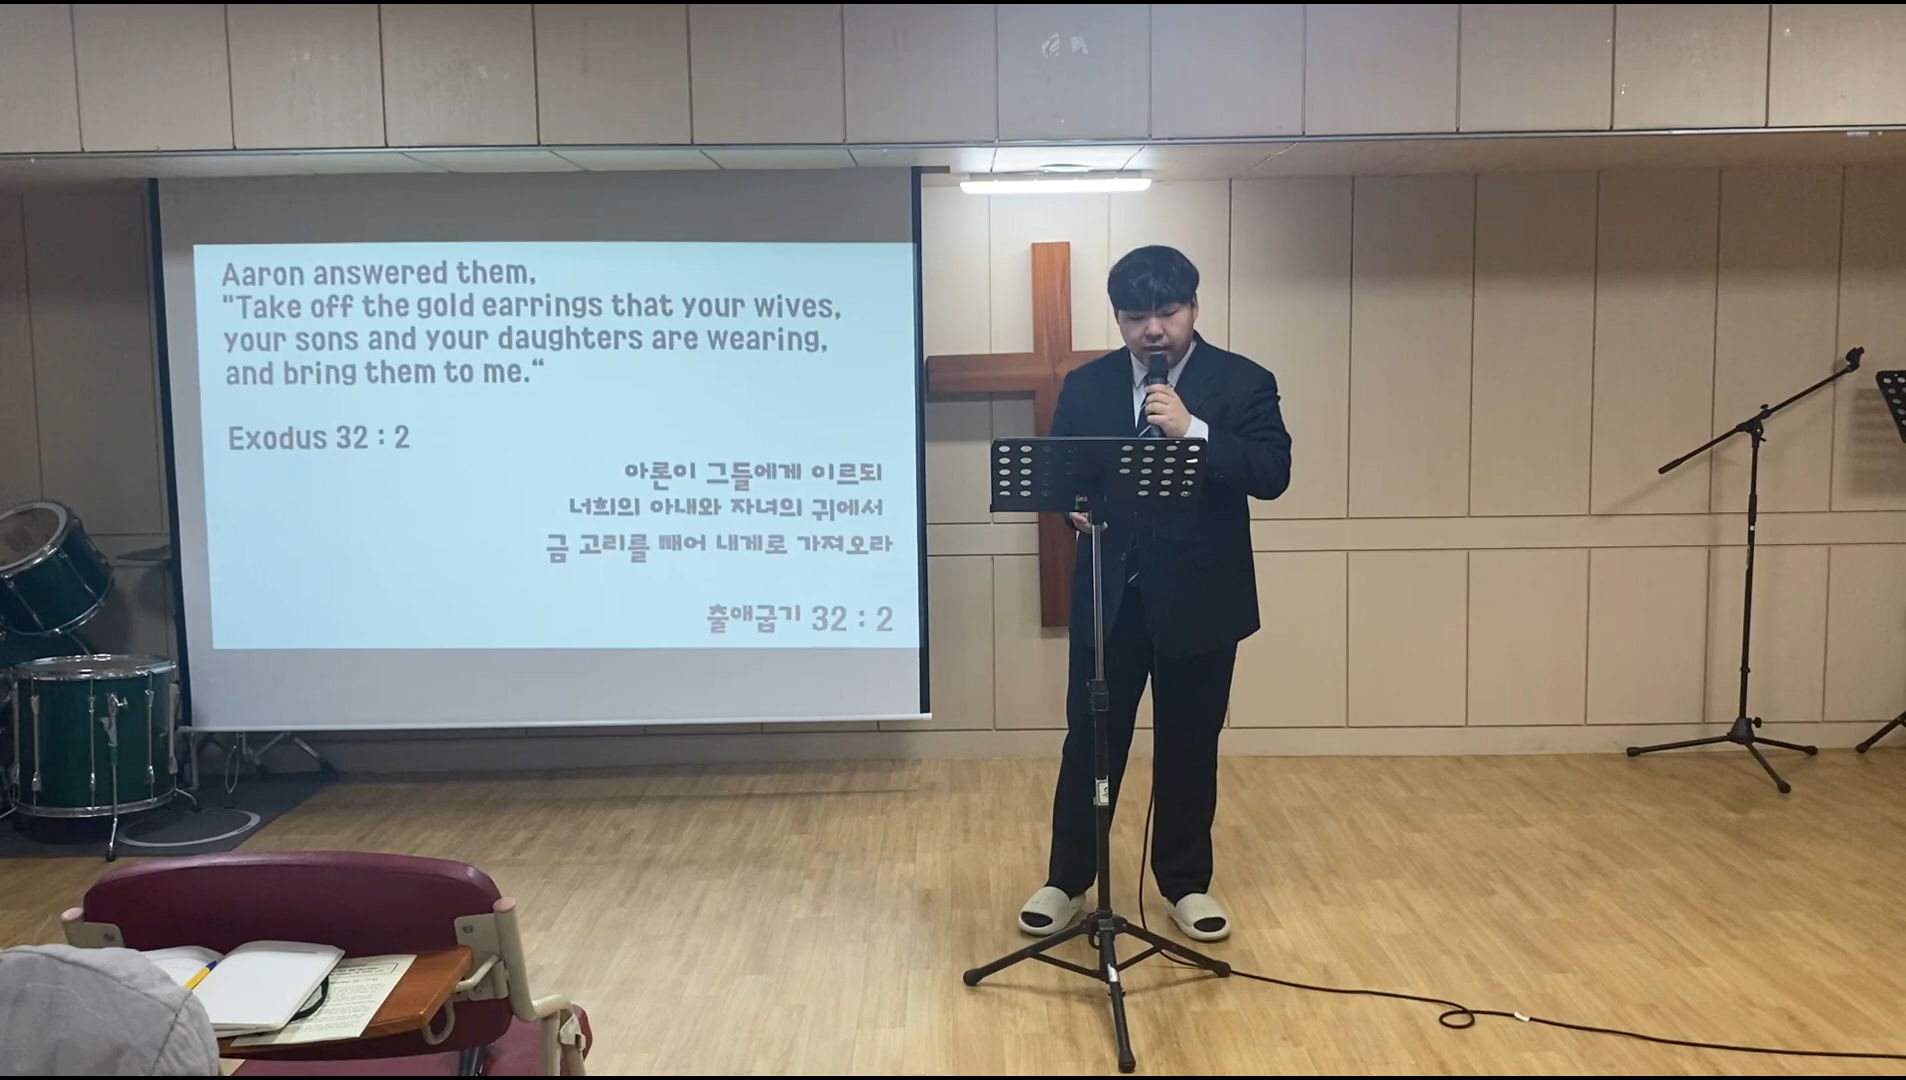 Aaron answered them,
"Take off the gold earrings that your wives,
your sons and your daughters are wearing,
and bring them to me.“
Exodus 32 : 2
아론이 그들에게 이르되
너희의 아내와 자녀의 귀에서
금 고리를 빼어 내게로 가져오라
출애굽기 32 : 2